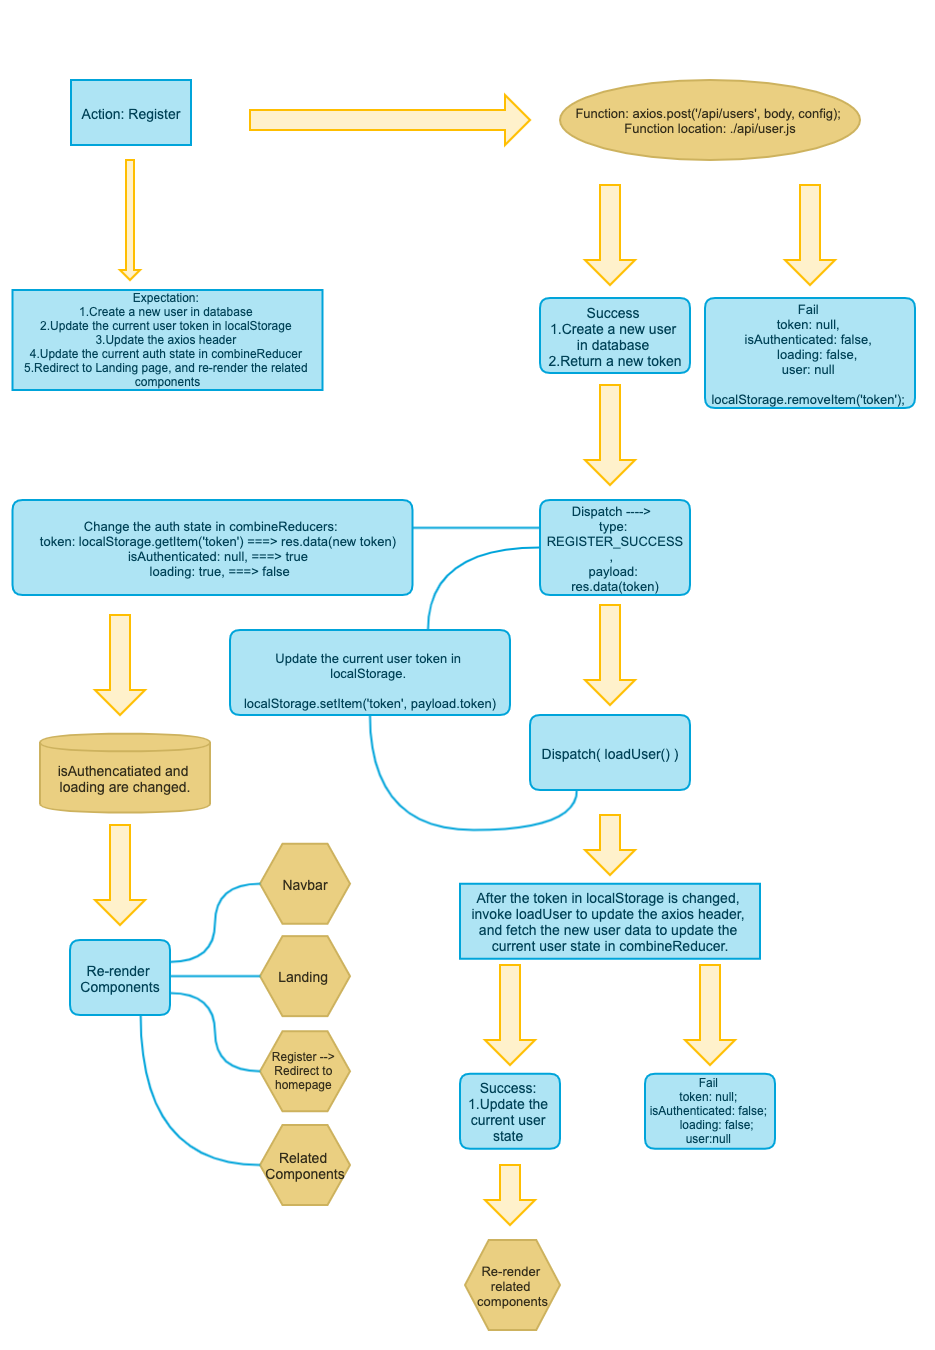 Action: Register
Function: axios.post('/api/users', body, config);
Function location: ./api/user.js
Expectation:
1.Create a new user in database
2.Update the current user token in localStorage
3.Update the axios header
4.Update the current auth state in combineReducer
5.Redirect to Landing page, and re-render the related
components
Success
1.Create a new user
in database
2.Return a new token
Fail
token: null,
isAuthenticated: false,
loading: false,
user: null
localStorage.removeItem('token');
Change the auth state in combineReducers:
token: localStorage.getItem('token') ===> res.data(new token)
isAuthenticated: null, ===> true
loading: true, ===> false
Dispatch ---->
type:
REGISTER_SUCCESS
,
payload:
res.data(token)
Update the current user token in
localStorage.
localStorage.setItem('token', payload.token)
Dispatch( loadUser() )
isAuthencatiated and
loading are changed.
After the token in localStorage is changed,
invoke loadUser to update the axios header,
and fetch the new user data to update the
current user state in combineReducer.
Re-render
Components
Navbar
Landing
Register -->
Redirect to
homepage
Related
Components
Success:
1.Update the
current user
state
Fail
token: null;
isAuthenticated: false;
loading: false;
user:null
Re-render
related
components